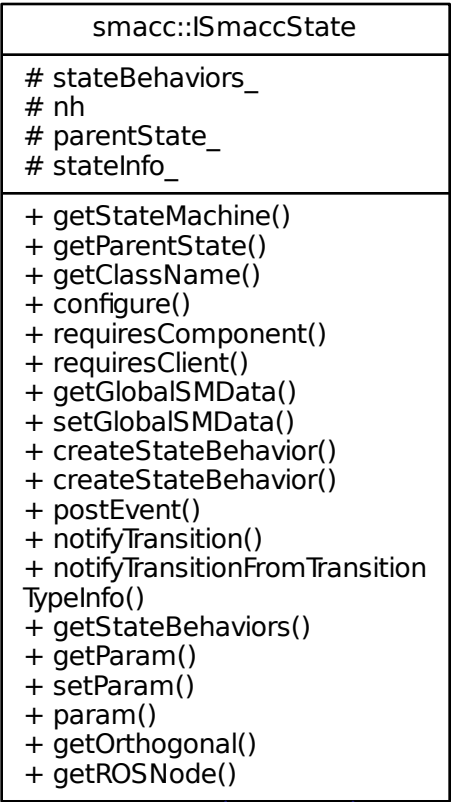 smacc::ISmaccState
# stateBehaviors_
# nh
# parentState_
# stateInfo_
+ getStateMachine()
+ getParentState()
+ getClassName()
+ configure()
+ requiresComponent()
+ requiresClient()
+ getGlobalSMData()
+ setGlobalSMData()
+ createStateBehavior()
+ createStateBehavior()
+ postEvent()
+ notifyTransition()
+ notifyTransitionFromTransition
TypeInfo()
+ getStateBehaviors()
+ getParam()
+ setParam()
+ param()
+ getOrthogonal()
+ getROSNode()